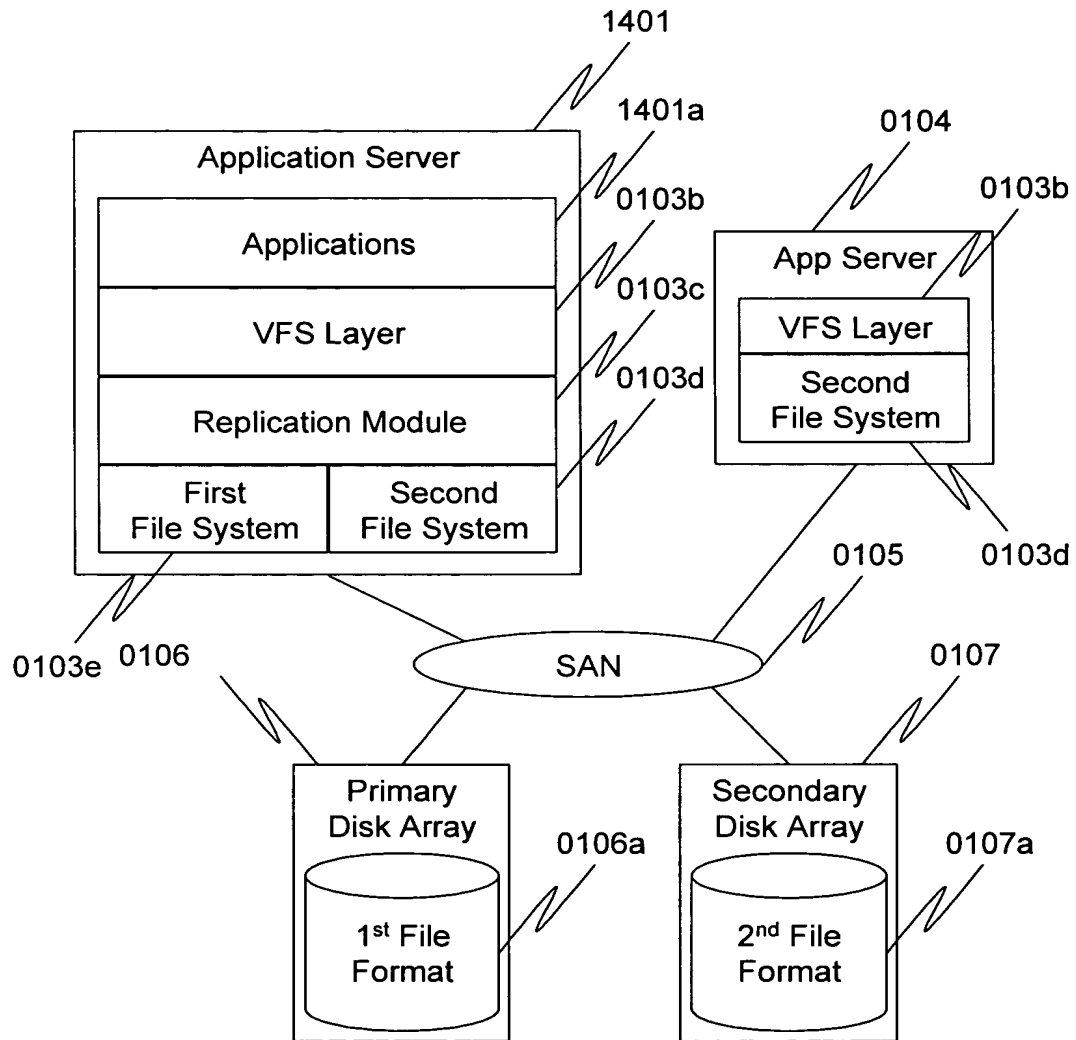 1401
1401a
0104
Application Server
0103b
0103b
Applications
App Server
0103c
VFS Layer
VFS Layer
0103d
Second
File System
Replication Module
First
File System
Second
File System
0103d
0105
0103e
0106
SAN
0107
Primary
Disk Array
Secondary
Disk Array
0106a
0107a
1st File
Format
2nd File
Format